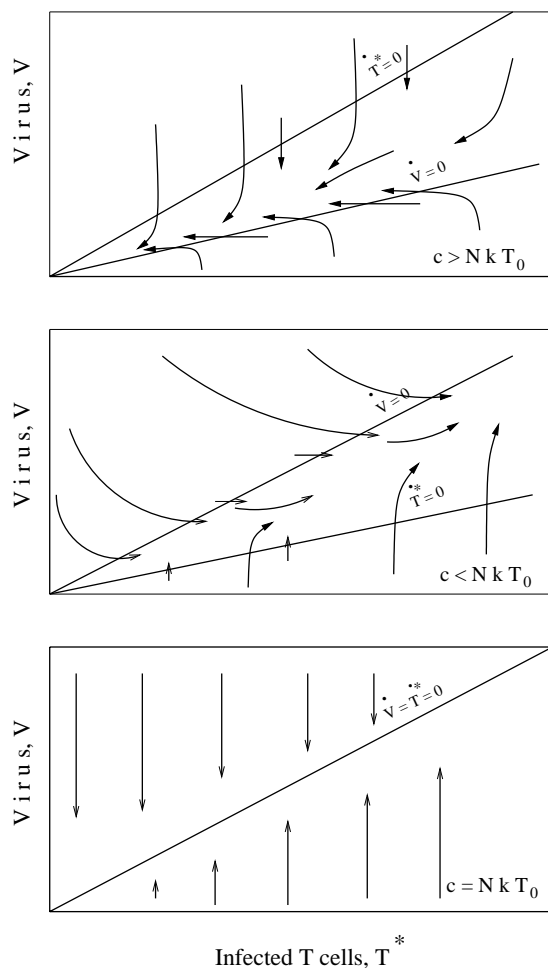 Virus, V
Ṫ* = 0
V̇ = 0
c > N k T₀
Virus, V
V̇ = 0
Ṫ* = 0
c < N k T₀
Virus, V
V̇ = Ṫ* = 0
c = N k T₀
Infected T cells, T*